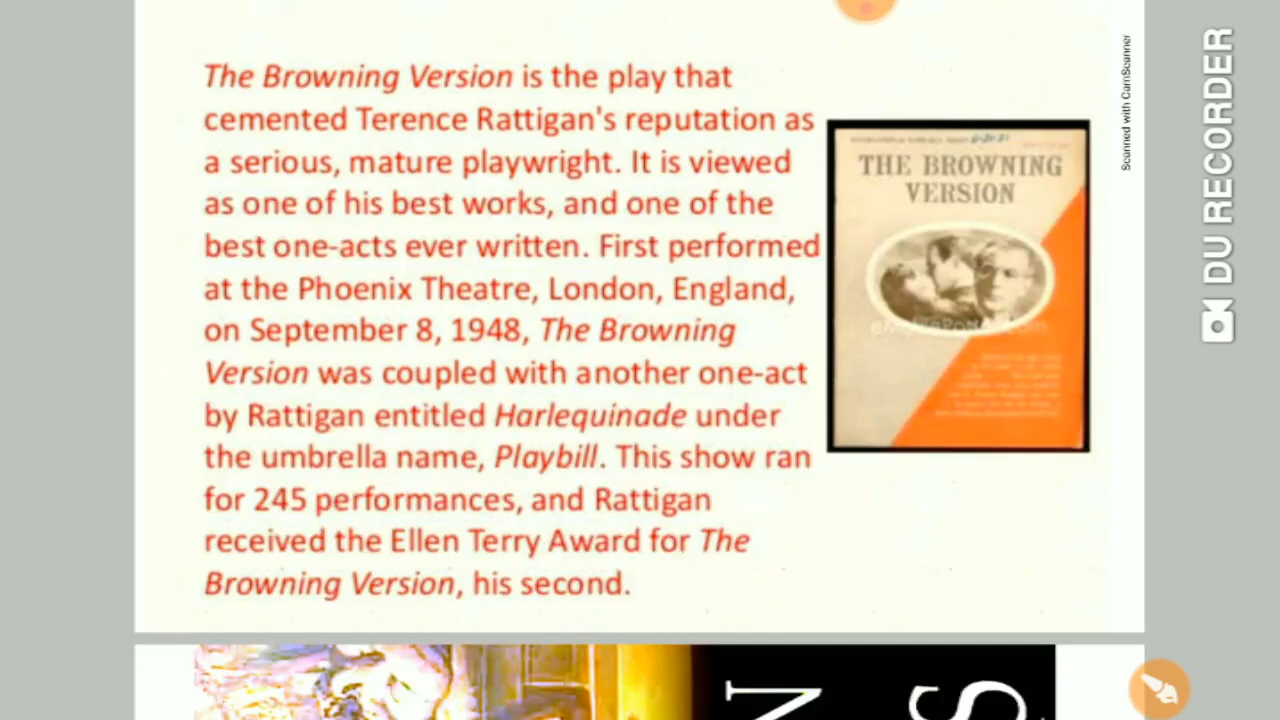 The Browning Version is the play that
cemented Terence Rattigan's reputation as
a serious, mature playwright. It is viewed
as one of his best works, and one of the
best one-acts ever written. First performed
at the Phoenix Theatre, London, England,
on September 8, 1948, The Browning
Version was coupled with another one-act
by Rattigan entitled Harlequinade under
the umbrella name, Playbill. This show ran
for 245 performances, and Rattigan
received the Ellen Terry Award for The
Browning Version, his second.
THE BROWNING
VERSION
Scanned with CamScanner
DU RECORDER